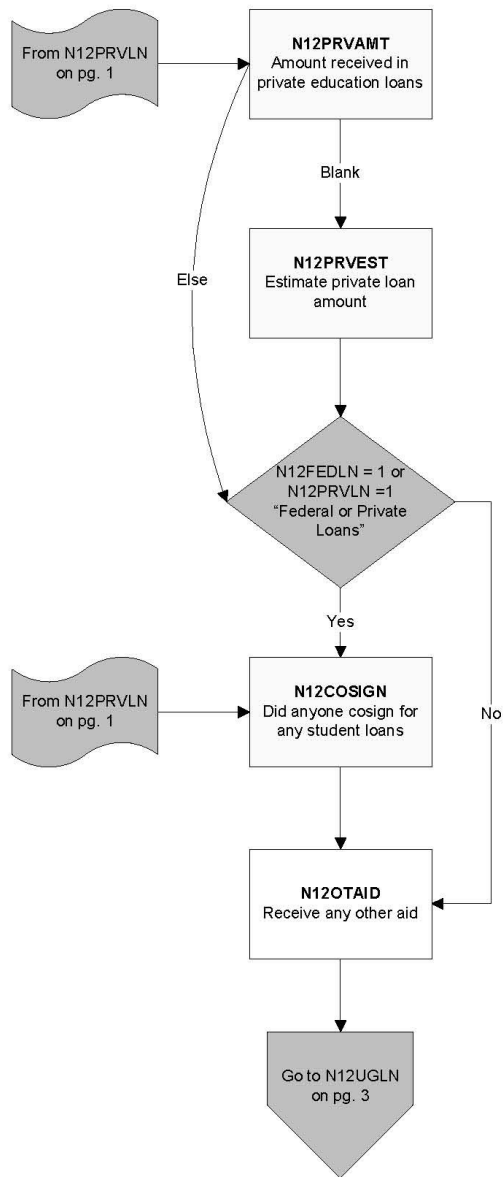 From N12PRVLN
on pg. 1
N12PRVAMT
Amount received in
private education loans
Blank
N12PRVEST
Estimate private loan
amount
Else
N12FEDLN = 1 or
N12PRVLN =1
“Federal or Private
Loans”
Yes
From N12PRVLN
on pg. 1
N12COSIGN
Did anyone cosign for
any student loans
No
N12OTAID
Receive any other aid
Go to N12UGLN
on pg. 3